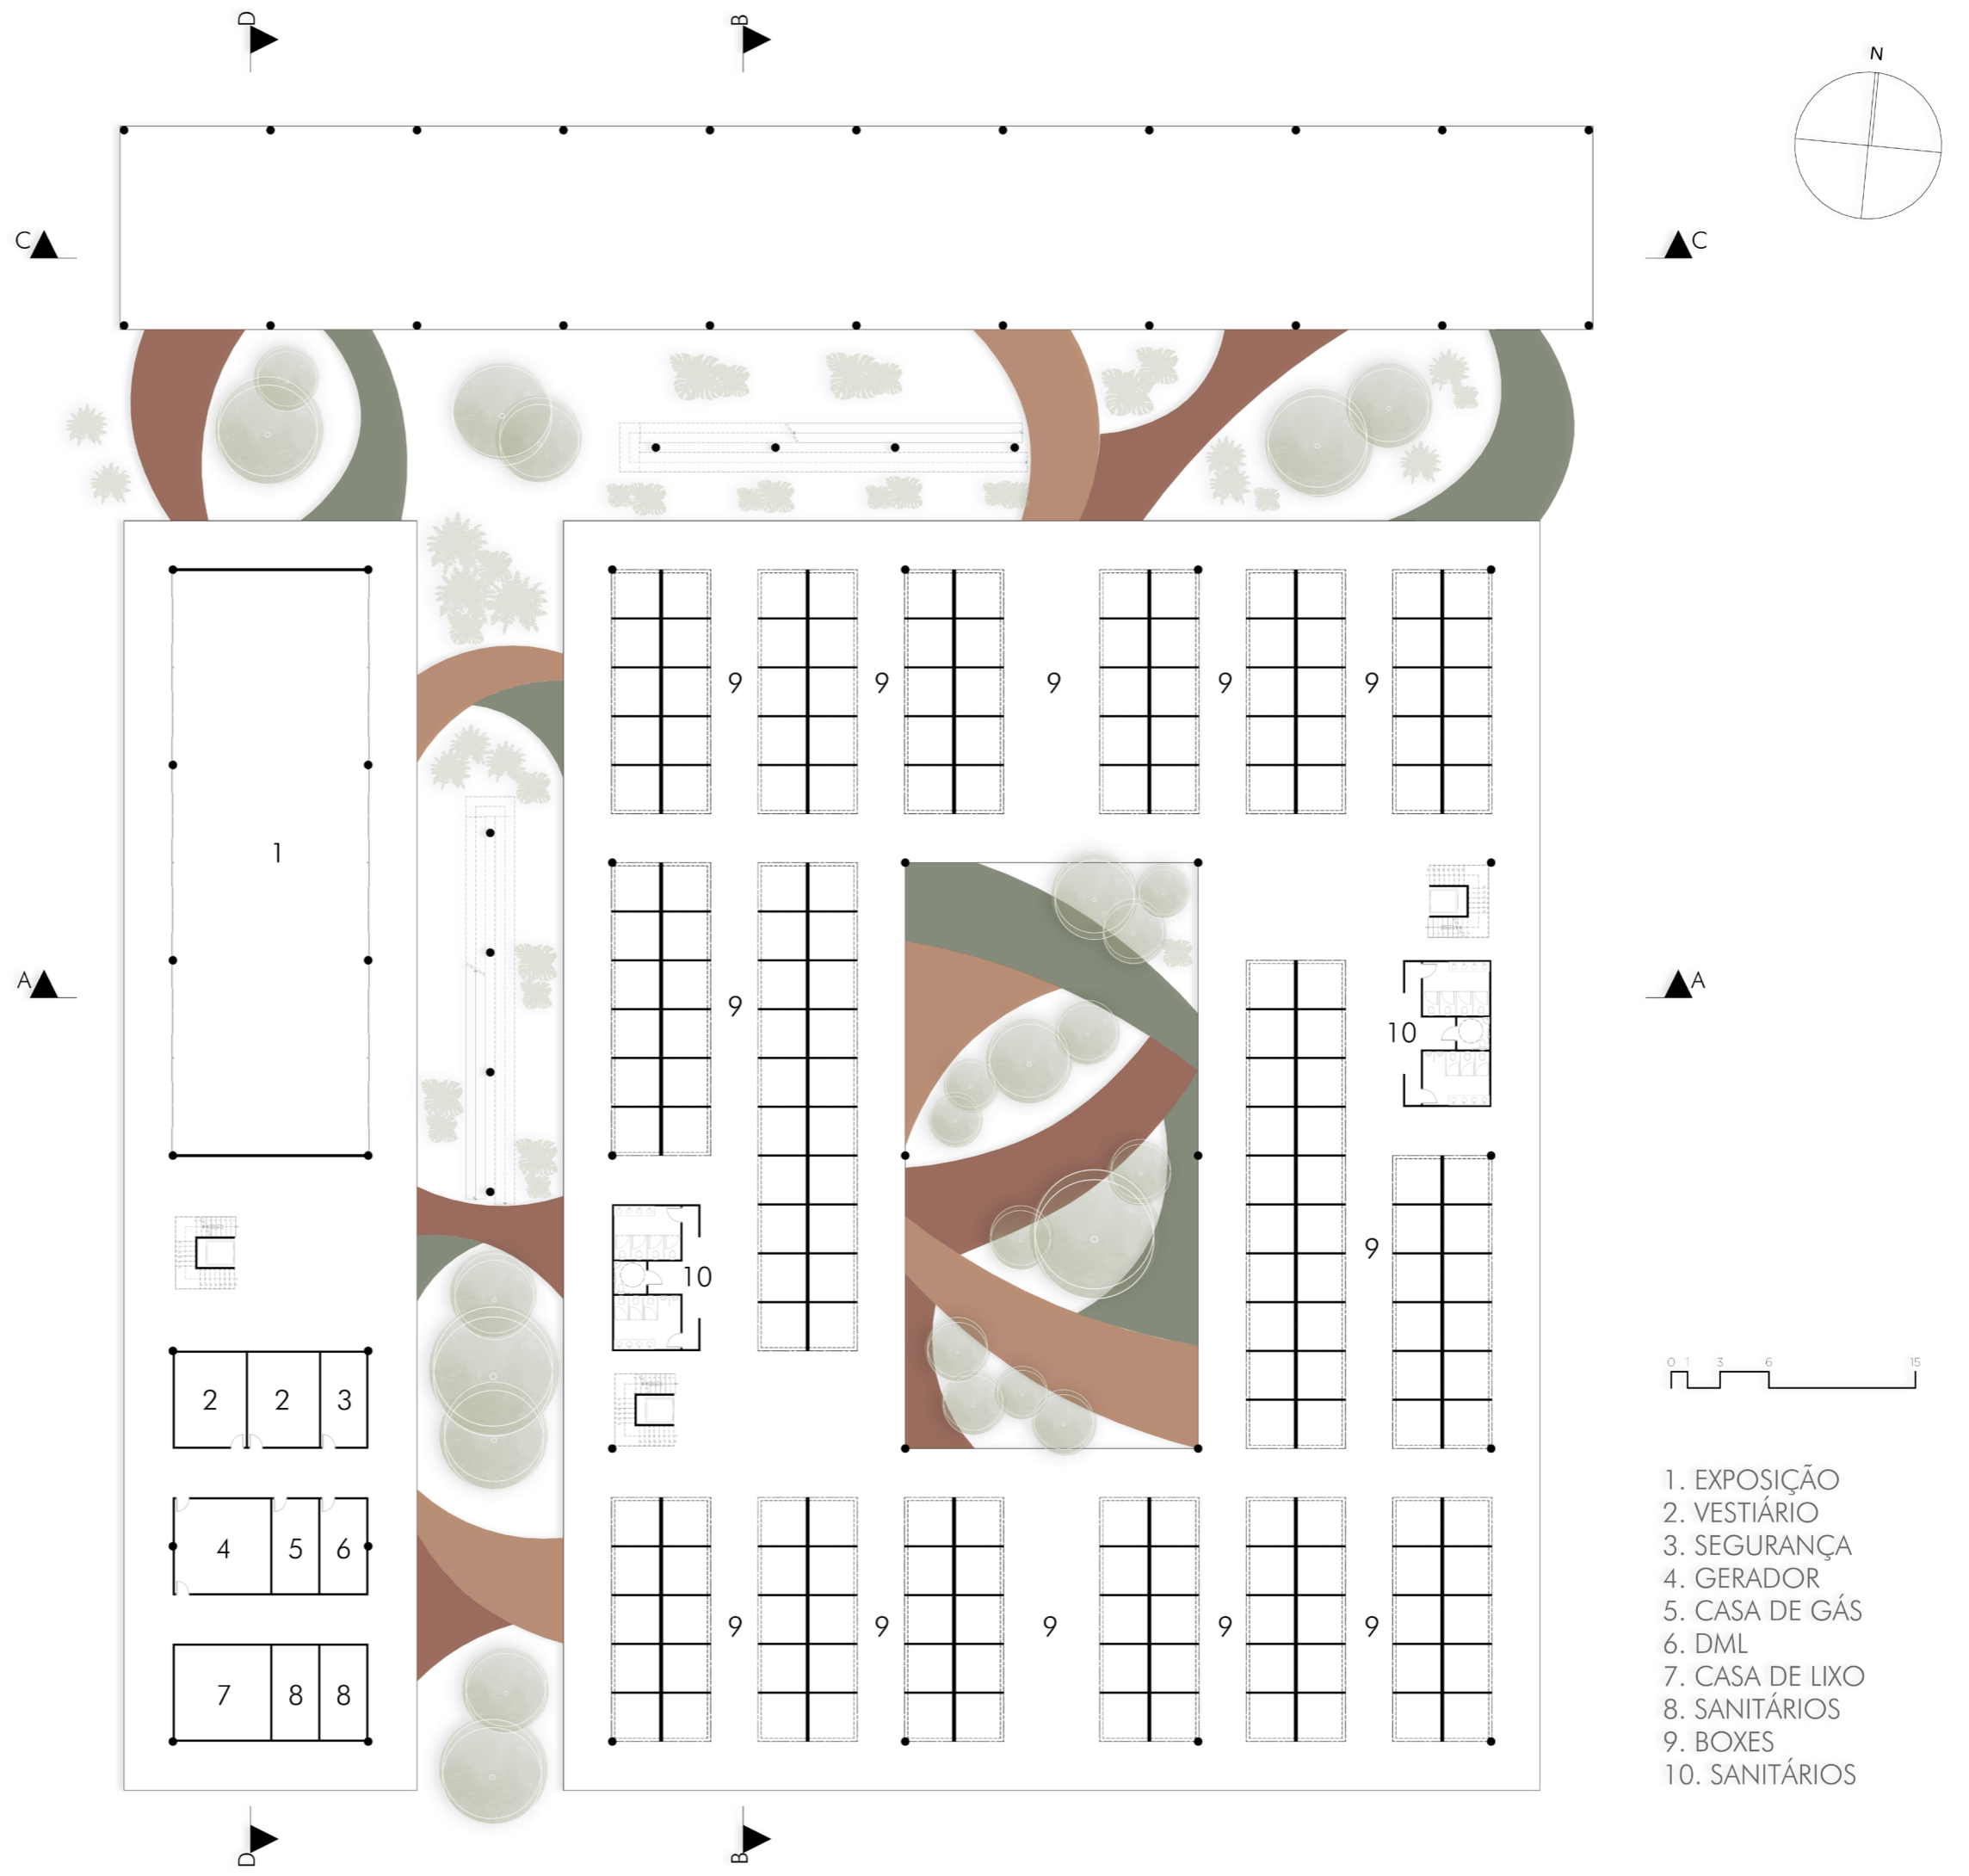 D B
N
C C
9 9 9 9 9
1
A 9 10 A
9
10
0 1 3 6 15
2 2 3
4 5 6
9 9 9 9 9
7 8 8
1. EXPOSIÇÃO
2. VESTIÁRIO
3. SEGURANÇA
4. GERADOR
5. CASA DE GÁS
6. DML
7. CASA DE LIXO
8. SANITÁRIOS
9. BOXES
10. SANITÁRIOS
D B